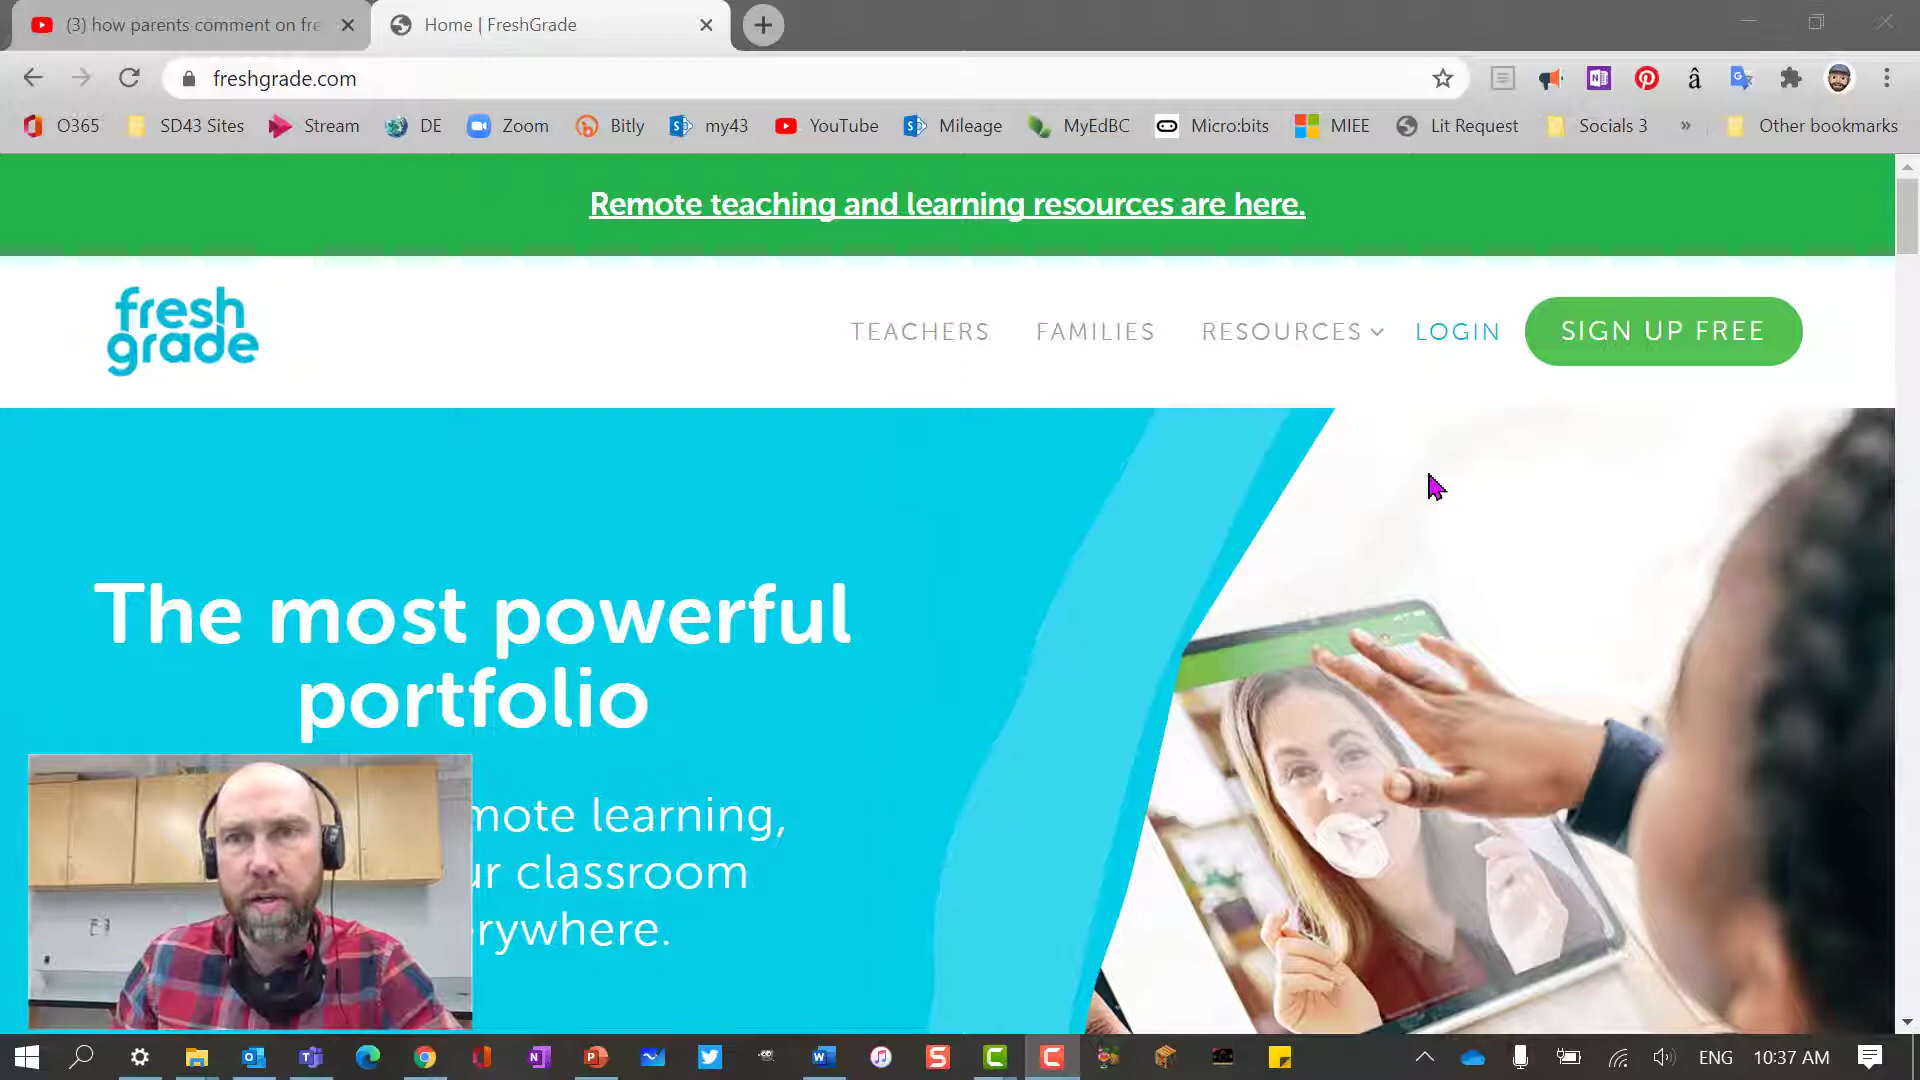 (3) how parents comment on fre
Home | FreshGrade
freshgrade.com
O365 SD43 Sites Stream DE Zoom Bitly my43 YouTube Mileage MyEdBC Micro:bits MIEE Lit Request Socials 3 » Other bookmarks
Remote teaching and learning resources are here.
fresh
grade
TEACHERS FAMILIES RESOURCES LOGIN SIGN UP FREE
The most powerful
portfolio
mote learning,
ur classroom
rywhere.
ENG 10:37 AM